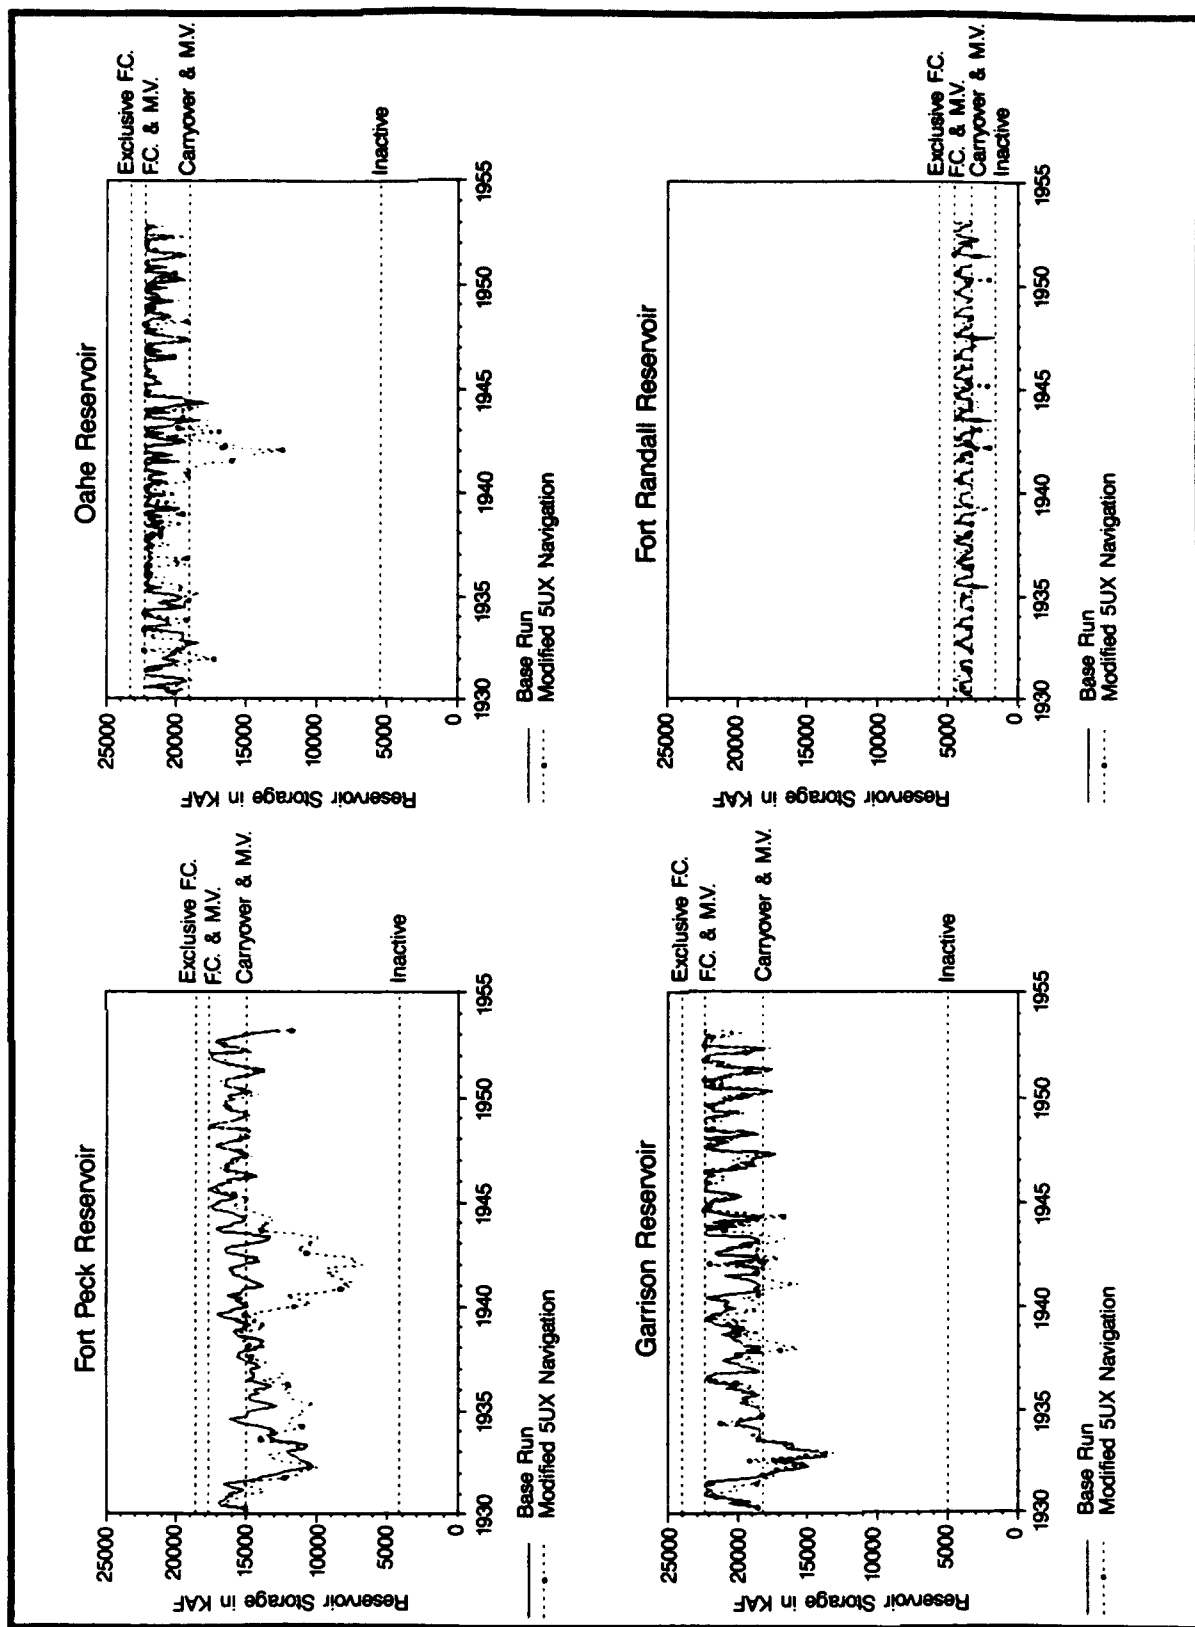 Fort Peck Reservoir
Reservoir Storage in KAF
25000
20000
15000
10000
5000
0
1930
1935
1940
1945
1950
1955
Exclusive F.C.
F.C. & M.V.
Carryover & M.V.
Inactive
Base Run
Modified 5UX Navigation
Oahe Reservoir
Reservoir Storage in KAF
25000
20000
15000
10000
5000
0
1930
1935
1940
1945
1950
1955
Exclusive F.C.
F.C. & M.V.
Carryover & M.V.
Inactive
Base Run
Modified 5UX Navigation
Garrison Reservoir
Reservoir Storage in KAF
25000
20000
15000
10000
5000
0
1930
1935
1940
1945
1950
1955
Exclusive F.C.
F.C. & M.V.
Carryover & M.V.
Inactive
Base Run
Modified 5UX Navigation
Fort Randall Reservoir
Reservoir Storage in KAF
25000
20000
15000
10000
5000
0
1930
1935
1940
1945
1950
1955
Exclusive F.C.
F.C. & M.V.
Carryover & M.V.
Inactive
Base Run
Modified 5UX Navigation